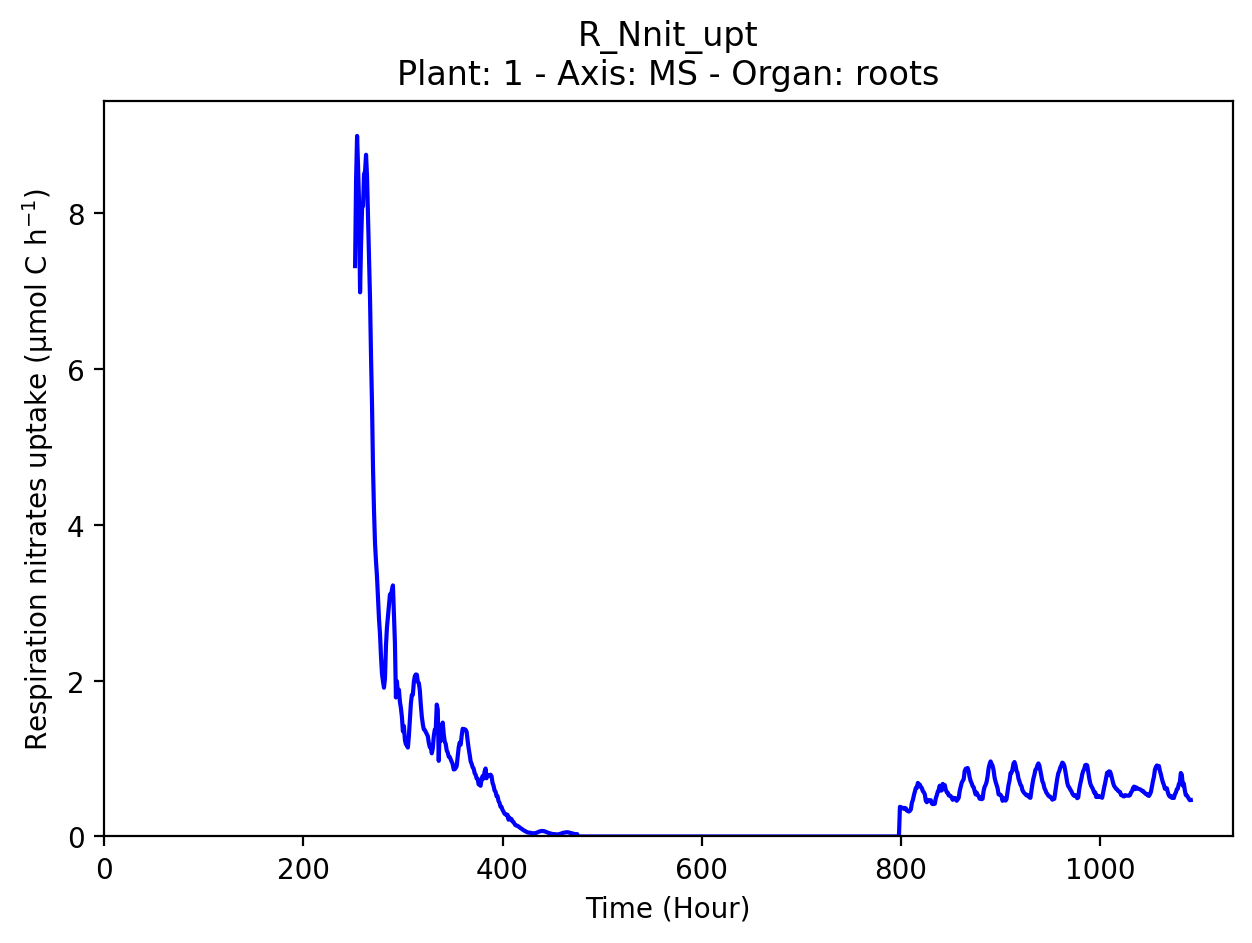 R_Nnit_upt
Plant: 1 - Axis: MS - Organ: roots
Respiration nitrates uptake (µmol C h⁻¹)
8
6
4
2
0
0 200 400 600 800 1000
Time (Hour)